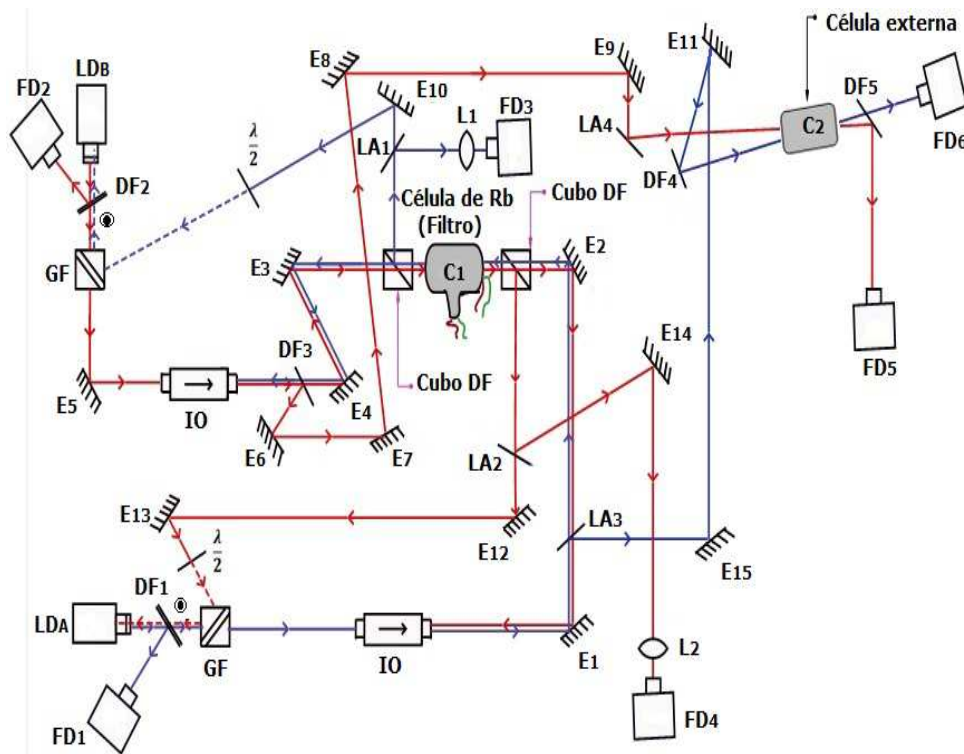 Célula externa
E11
E9
E8
LDB
FD2
E10
L1
FD3
DF5
C2
LA4
FD6
λ/2
LA1
DF4
DF2
Célula de Rb
(Filtro)
Cubo DF
GF
E3
C1
E2
E14
DF3
FD5
E5
IO
E4
Cubo DF
E6
E7
LA2
E13
E12
LA3
λ/2
E15
DF1
LDA
GF
IO
E1
L2
FD1
FD4